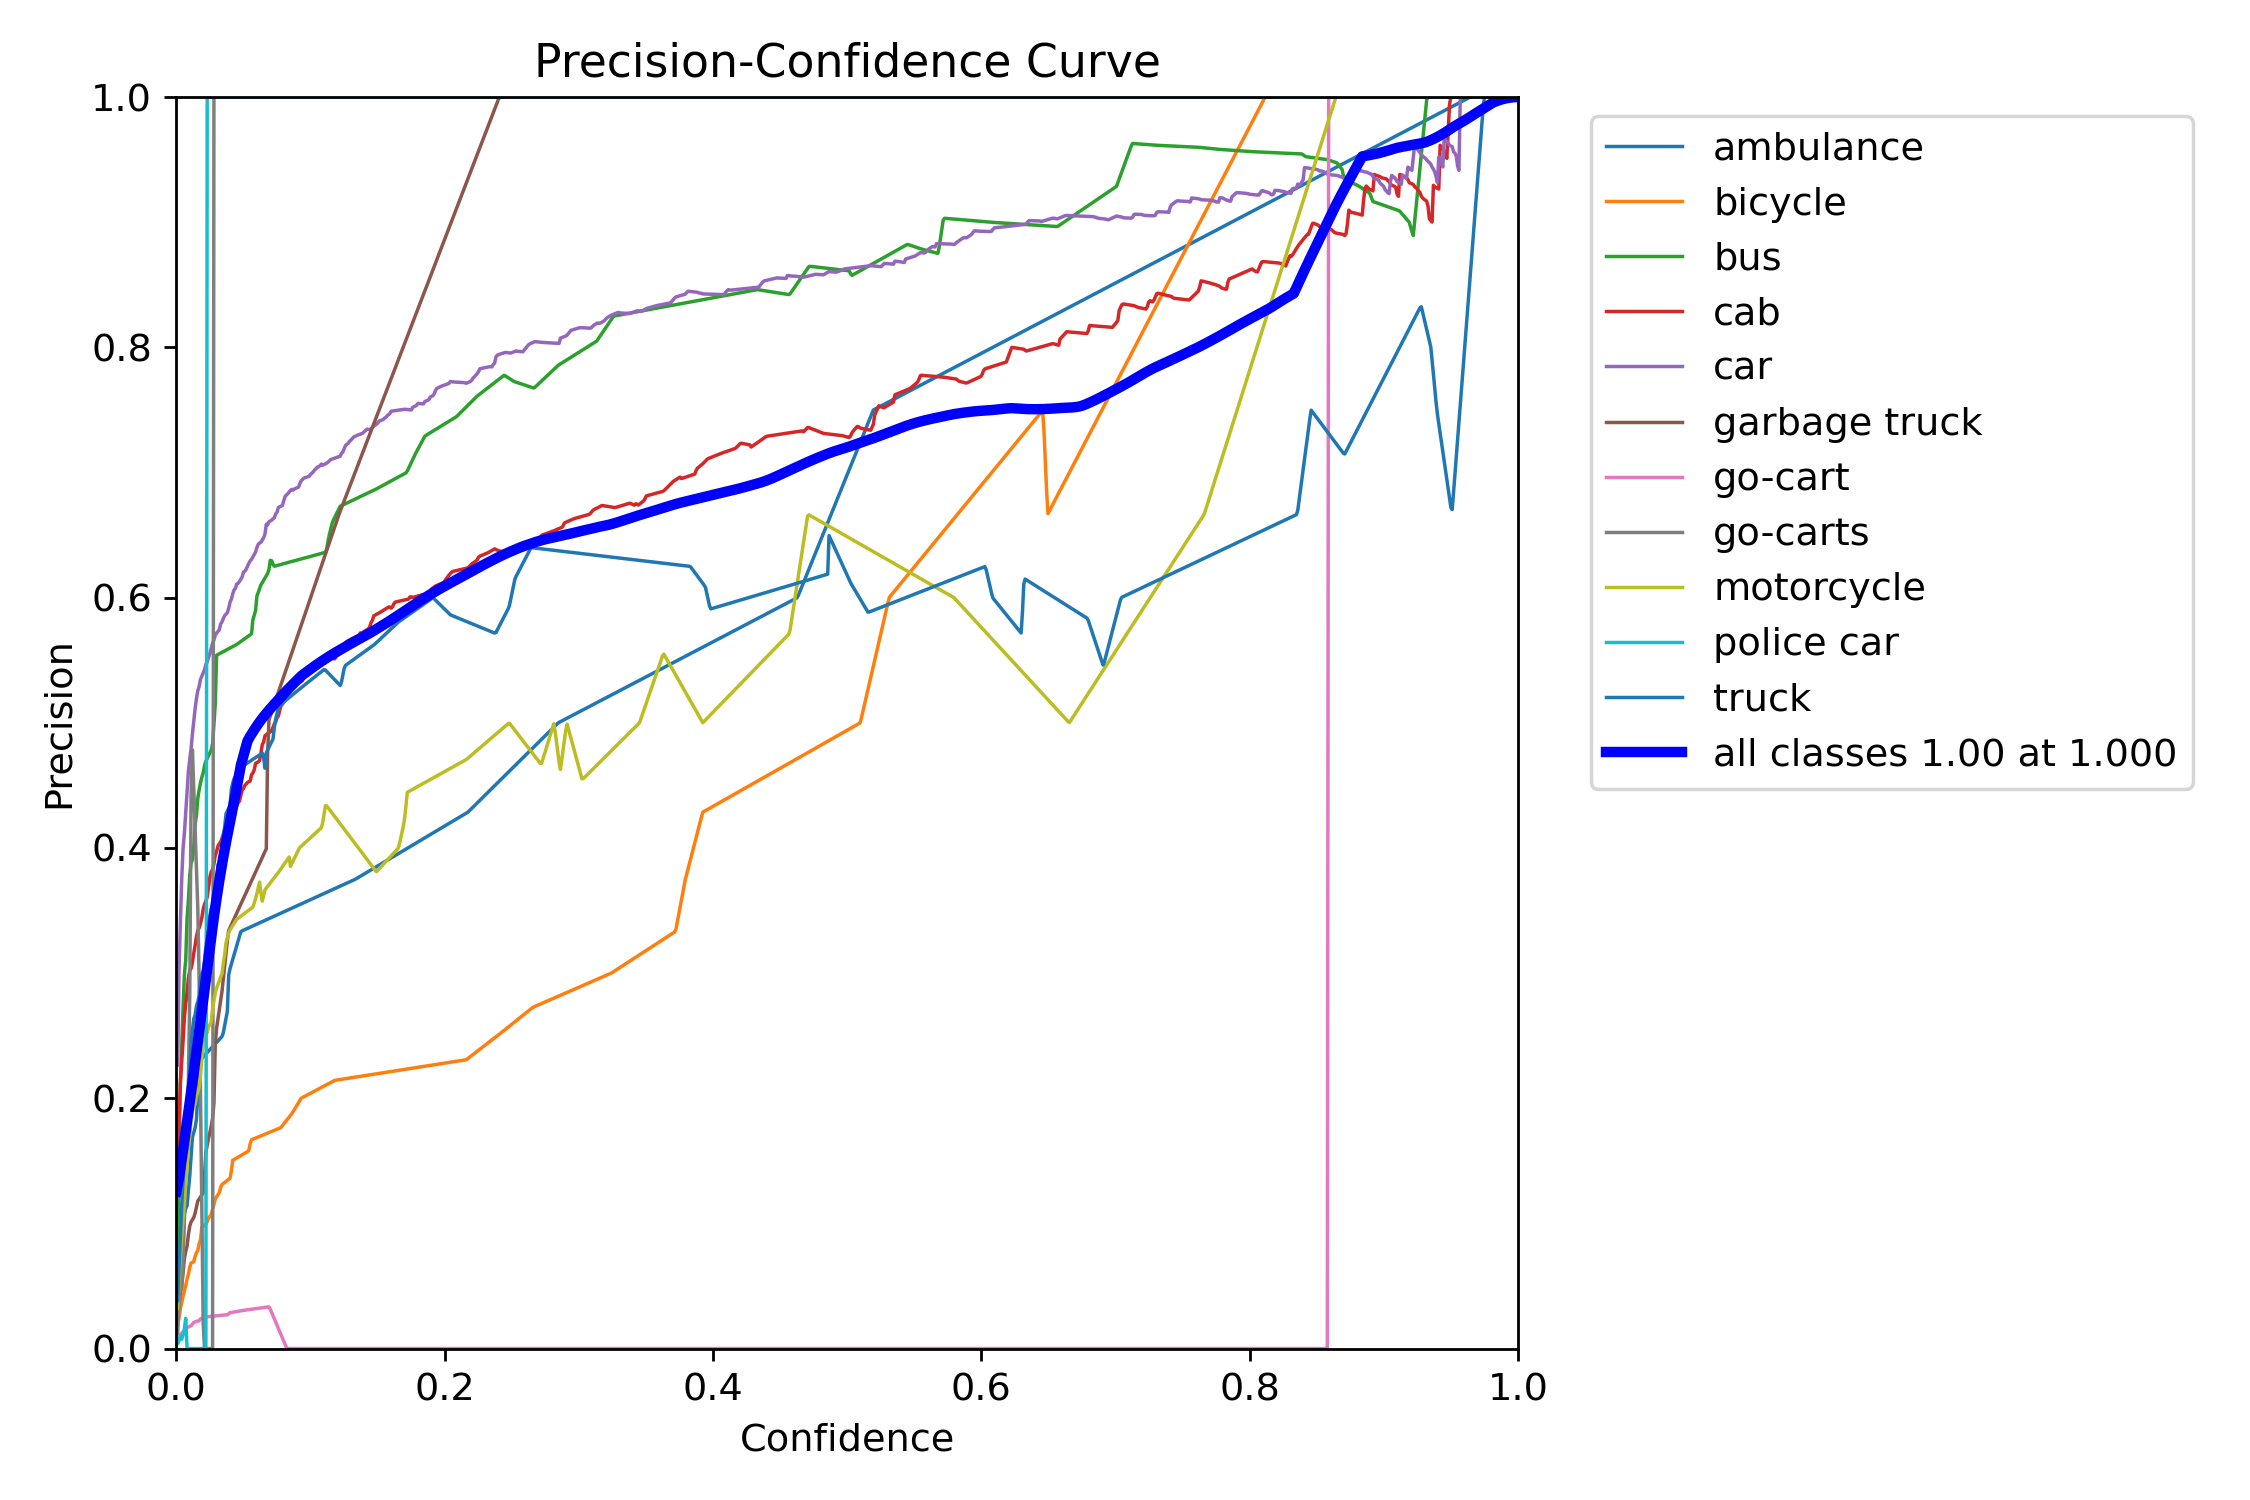 Precision-Confidence Curve
1.0
0.8
0.6
0.4
0.2
0.0
Precision
0.0 0.2 0.4 0.6 0.8 1.0
Confidence
ambulance
bicycle
bus
cab
car
garbage truck
go-cart
go-carts
motorcycle
police car
truck
all classes 1.00 at 1.000